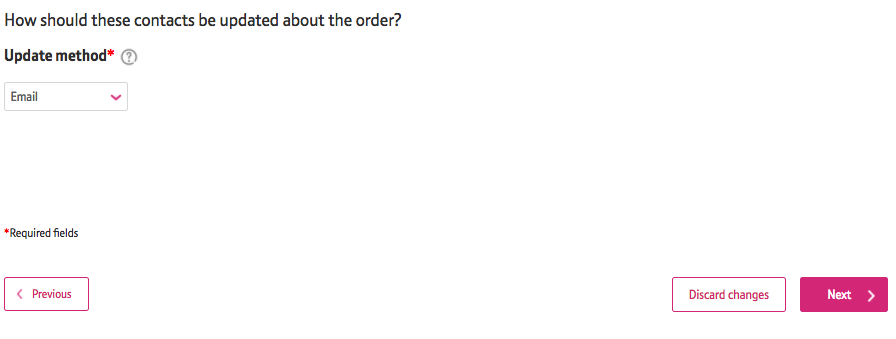 How should these contacts be updated about the order?
Update method* ?
Email
*Required fields
Previous
Discard changes
Next